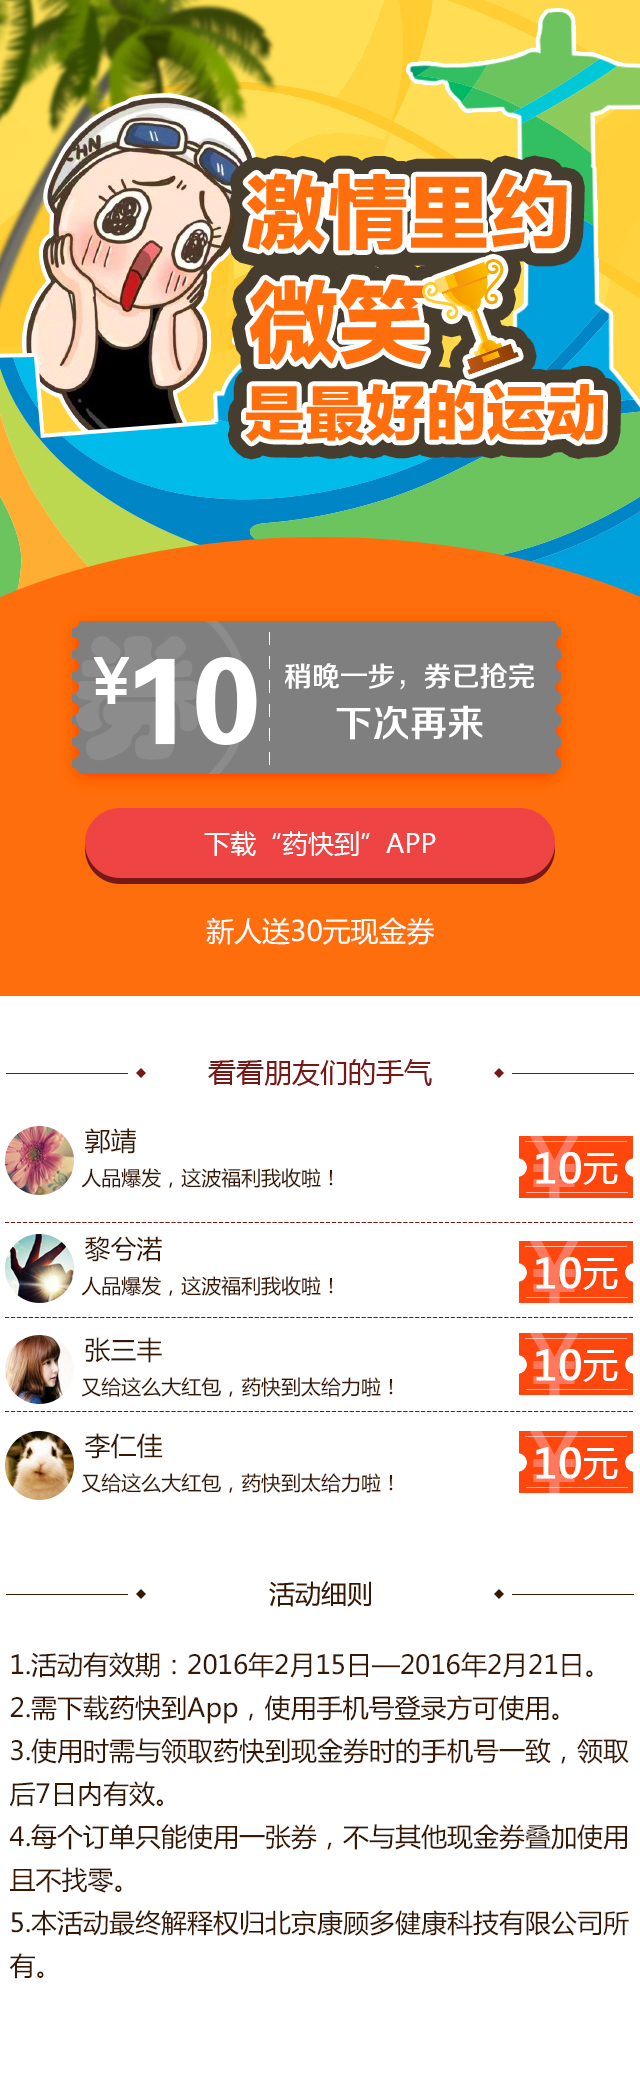 CHN
激情里约
微笑
是最好的运动
券
¥10
稍晚一步，券已抢完
下次再来
下载“药快到”APP
新人送30元现金券
看看朋友们的手气
郭靖
人品爆发，这波福利我收啦！
10元
黎兮渃
人品爆发，这波福利我收啦！
10元
张三丰
又给这么大红包，药快到太给力啦！
10元
李仁佳
又给这么大红包，药快到太给力啦！
10元
活动细则
1.活动有效期：2016年2月15日—2016年2月21日。
2.需下载药快到App，使用手机号登录方可使用。
3.使用时需与领取药快到现金券时的手机号一致，领取
后7日内有效。
4.每个订单只能使用一张券，不与其他现金券叠加使用
且不找零。
5.本活动最终解释权归北京康顾多健康科技有限公司所
有。